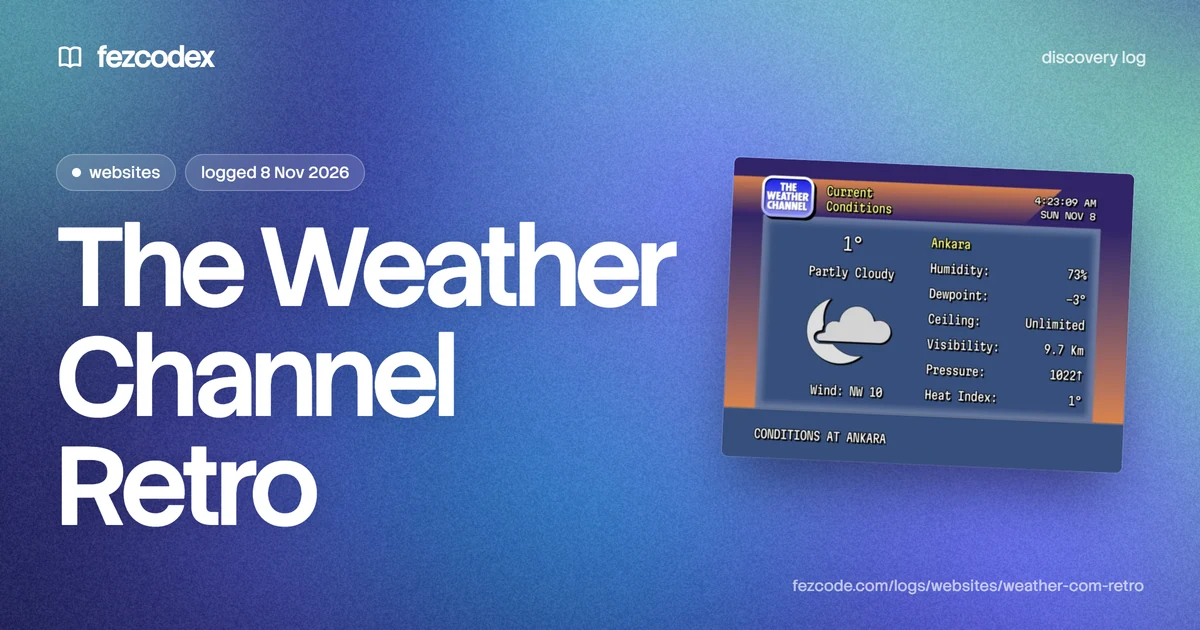 fezcodex
discovery log
websites
logged 8 Nov 2026
The Weather
Channel
Retro
THE
WEATHER
CHANNEL
Current
Conditions
4:23:09 AM
SUN NOV 8
1°
Partly Cloudy
Wind: NW 10
Ankara
Humidity: 73%
Dewpoint: -3°
Ceiling: Unlimited
Visibility: 9.7 Km
Pressure: 1022↑
Heat Index: 1°
CONDITIONS AT ANKARA
fezcode.com/logs/websites/weather-com-retro